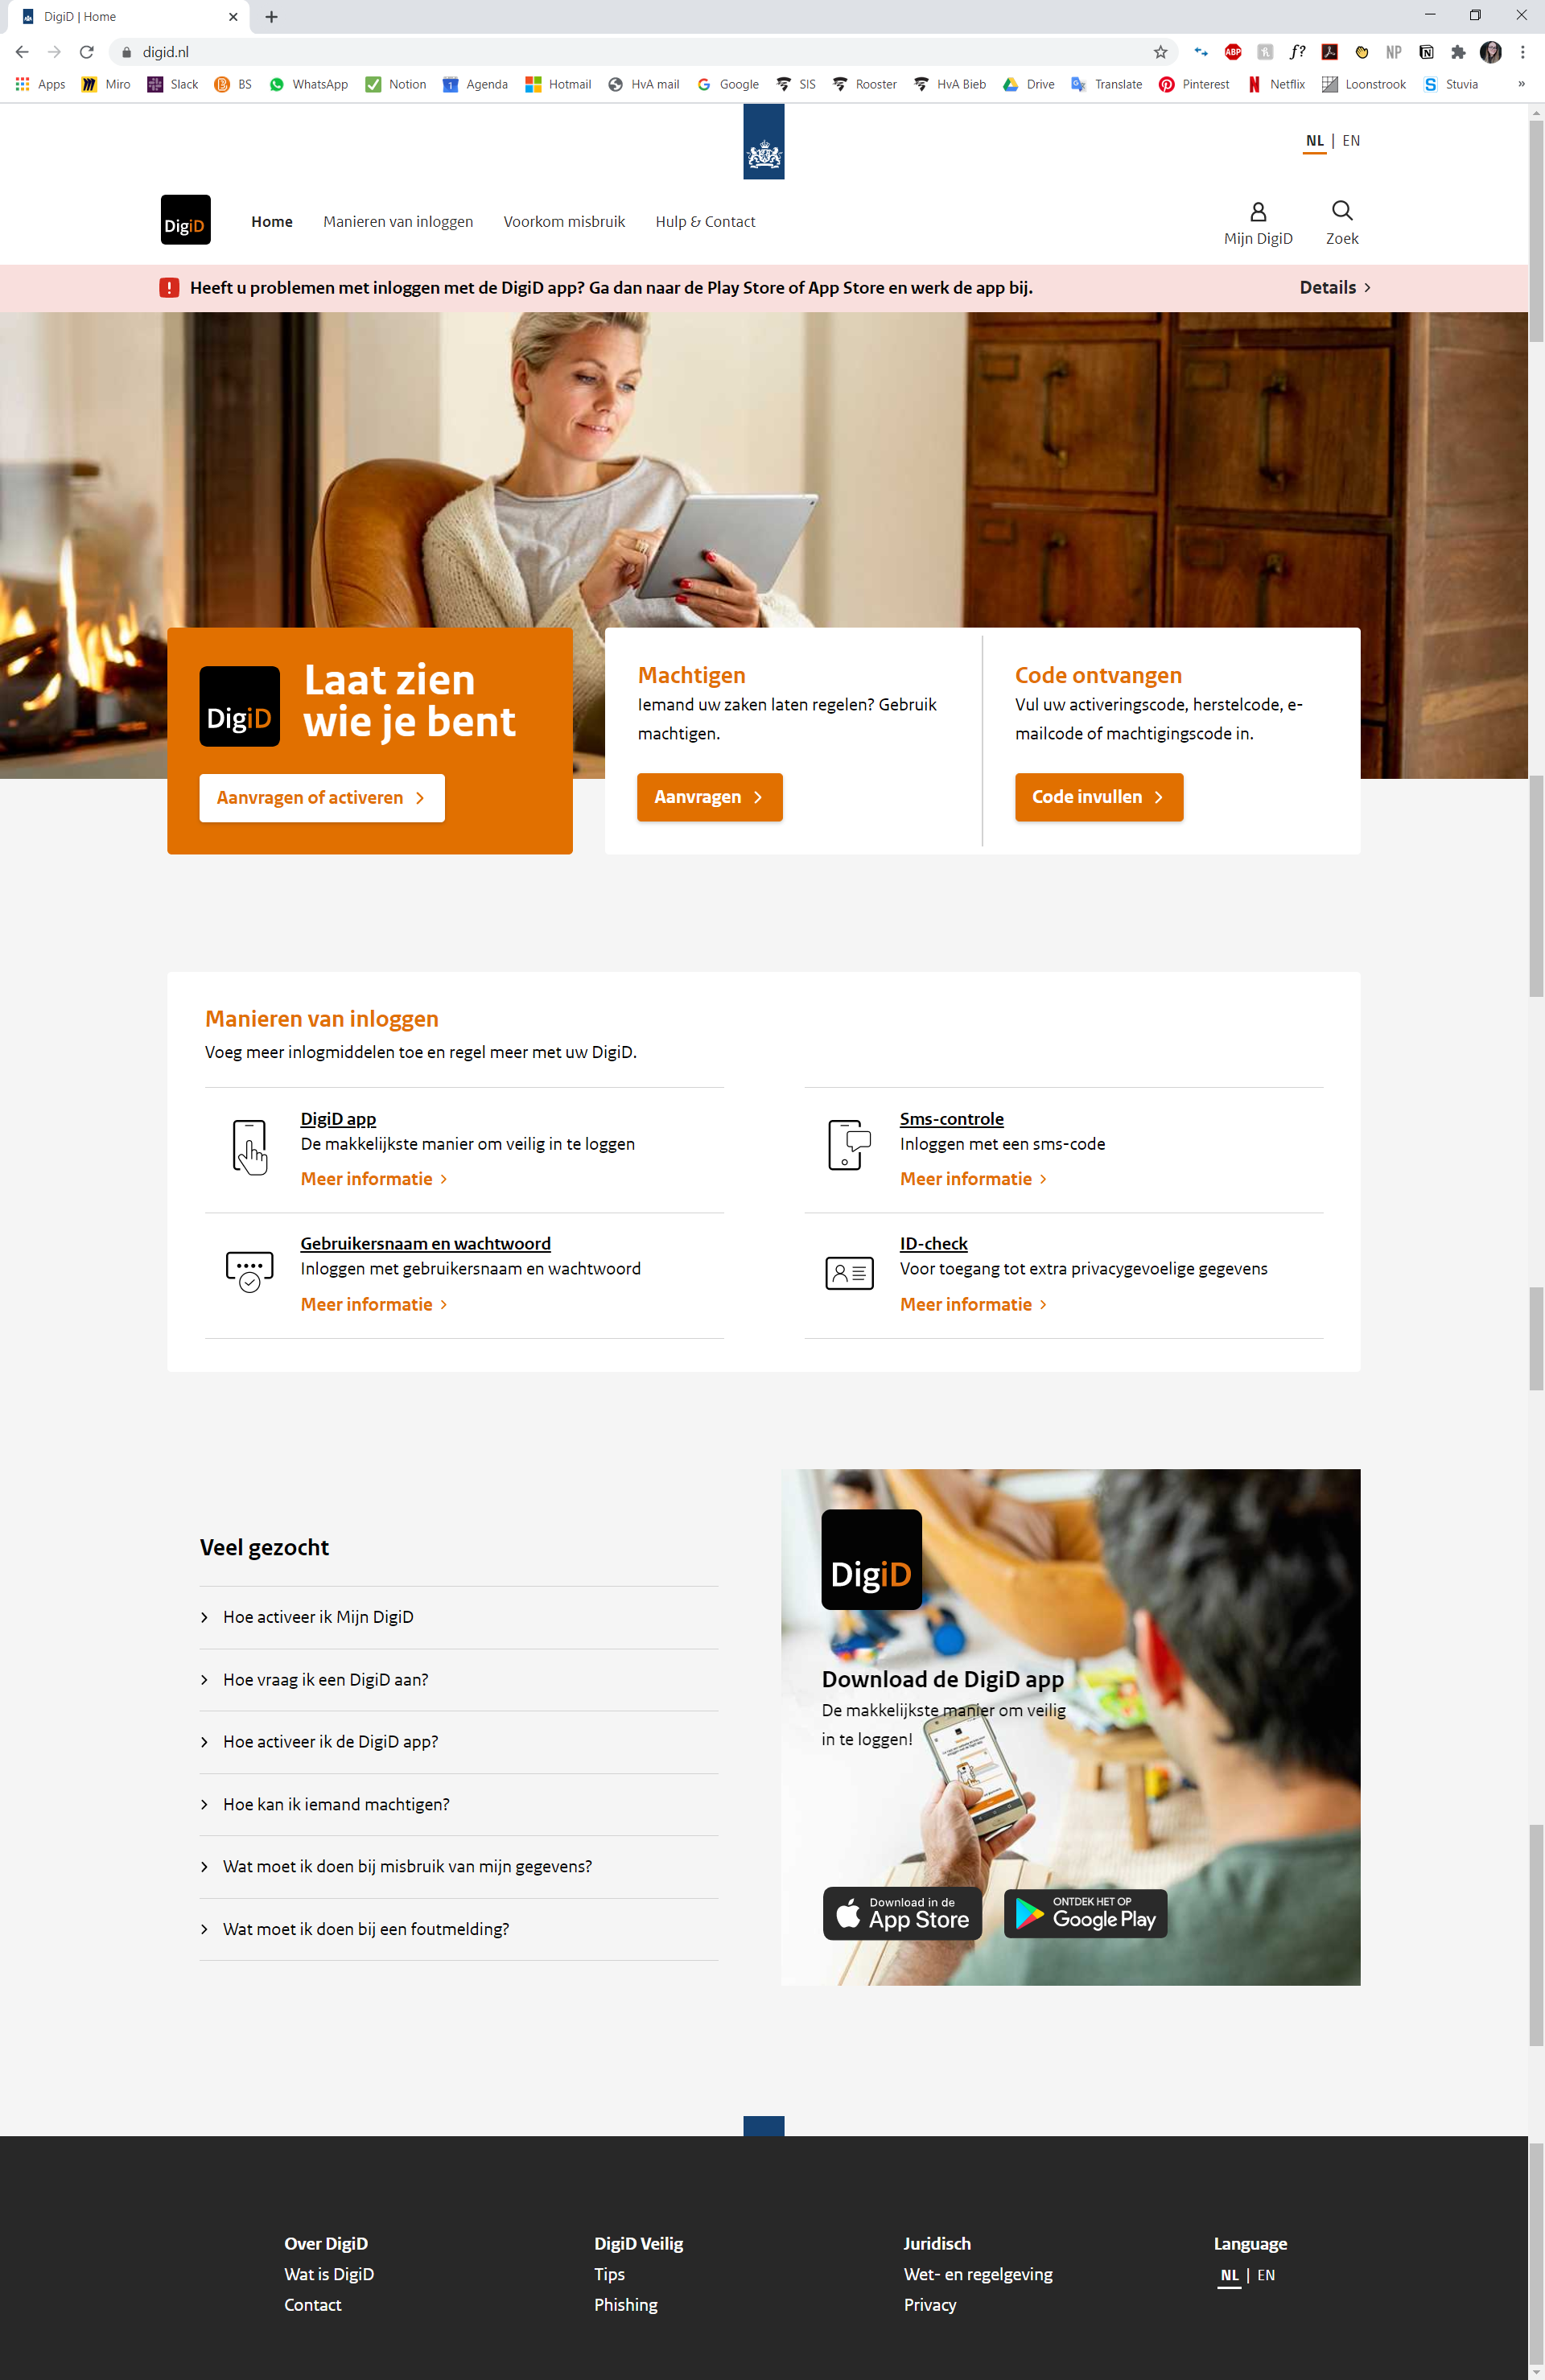 DigiD | Home
digid.nl
ABP
f?
NP
Apps
Miro
Slack
BS
WhatsApp
Notion
Agenda
Hotmail
HvA mail
Google
SIS
Rooster
HvA Bieb
Drive
Translate
Pinterest
Netflix
Loonstrook
Stuvia
»
NL | EN
DigiD
Home
Manieren van inloggen
Voorkom misbruik
Hulp & Contact
Mijn DigiD
Zoek
Heeft u problemen met inloggen met de DigiD app? Ga dan naar de Play Store of App Store en werk de app bij.
Details
DigiD
Laat zien
wie je bent
Aanvragen of activeren
Machtigen
Iemand uw zaken laten regelen? Gebruik
machtigen.
Aanvragen
Code ontvangen
Vul uw activeringscode, herstelcode, e-
mailcode of machtigingscode in.
Code invullen
Manieren van inloggen
Voeg meer inlogmiddelen toe en regel meer met uw DigiD.
DigiD app
De makkelijkste manier om veilig in te loggen
Meer informatie
Sms-controle
Inloggen met een sms-code
Meer informatie
Gebruikersnaam en wachtwoord
Inloggen met gebruikersnaam en wachtwoord
Meer informatie
ID-check
Voor toegang tot extra privacygevoelige gegevens
Meer informatie
Veel gezocht
Hoe activeer ik Mijn DigiD
Hoe vraag ik een DigiD aan?
Hoe activeer ik de DigiD app?
Hoe kan ik iemand machtigen?
Wat moet ik doen bij misbruik van mijn gegevens?
Wat moet ik doen bij een foutmelding?
DigiD
Download de DigiD app
De makkelijkste manier om veilig
in te loggen!
Download in de
App Store
ONTDEK HET OP
Google Play
Over DigiD
Wat is DigiD
Contact
DigiD Veilig
Tips
Phishing
Juridisch
Wet- en regelgeving
Privacy
Language
NL | EN